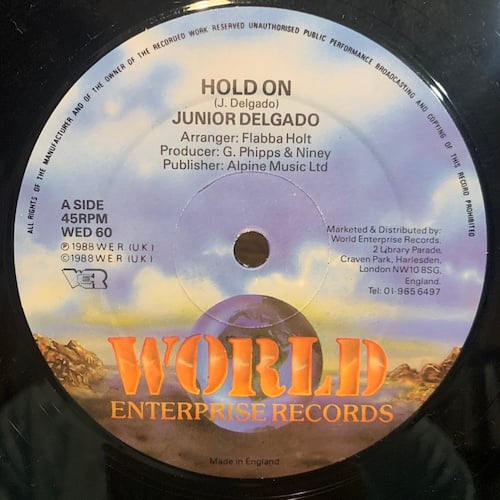 ALL RIGHTS OF THE MANUFACTURER AND OF THE OWNER OF THE RECORDED WORK RESERVED UNAUTHORISED PUBLIC PERFORMANCE BROADCASTING AND COPYING OF THIS RECORD PROHIBITED
HOLD ON
(J. Delgado)
JUNIOR DELGADO
Arranger: Flabba Holt
Producer: G. Phipps & Niney
Publisher: Alpine Music Ltd
A SIDE
45RPM
WED 60
℗ 1988 W E R (U K)
© 1988 W E R (U K)
WER
Marketed & Distributed by:
World Enterprise Records,
2 Library Parade,
Craven Park, Harlesden,
London NW10 8SG,
England.
Tel: 01-965 6497
WORLD
ENTERPRISE RECORDS
Made in England